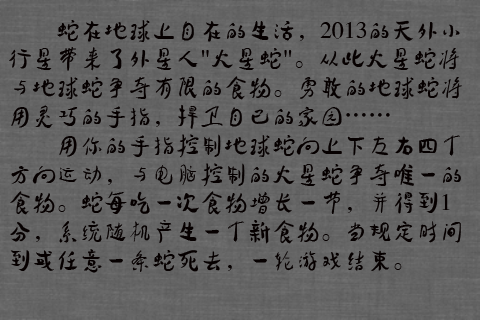 蛇在地球上自在的生活，2013的天外小
行星带来了外星人"火星蛇"。从此火星蛇将
与地球蛇争夺有限的食物。勇敢的地球蛇将
用灵巧的手指，捍卫自己的家园……
用你的手指控制地球蛇向上下左右四个
方向运动，与电脑控制的火星蛇争夺唯一的
食物。蛇每吃一次食物增长一节，并得到1
分，系统随机产生一个新食物。当规定时间
到或任意一条蛇死去，一轮游戏结束。